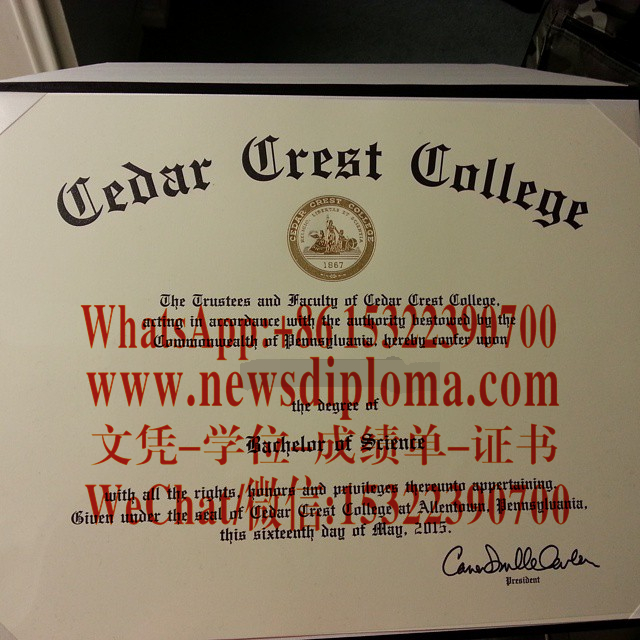 Cedar Crest College
CEDAR CREST COLLEGE
1867
The Trustees and Faculty of Cedar Crest College,
acting in accordance with the authority bestowed by the
WhatsApp:+86 15322390700
Commonwealth of Pennsylvania, hereby confer upon
www.newsdiploma.com
the degree of
文凭-学位-成绩单-证书
Bachelor of Science
with all the rights, honors and privileges thereunto appertaining.
WeChat/微信:15322390700
Given under the seal of Cedar Crest College at Allentown, Pennsylvania,
this sixteenth day of May, 2015.
President